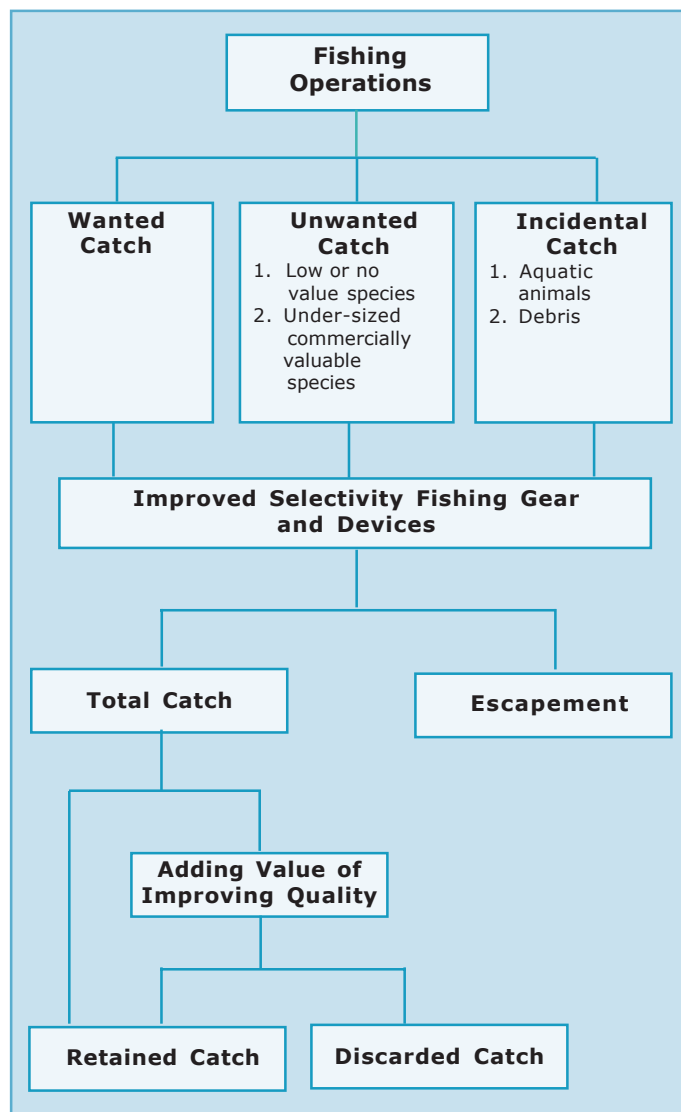 Fishing
Operations
Wanted
Catch
Unwanted
Catch
1. Low or no
value species
2. Under-sized
commercially
valuable
species
Incidental
Catch
1. Aquatic
animals
2. Debris
Improved Selectivity Fishing Gear
and Devices
Total Catch
Escapement
Adding Value of
Improving Quality
Retained Catch
Discarded Catch